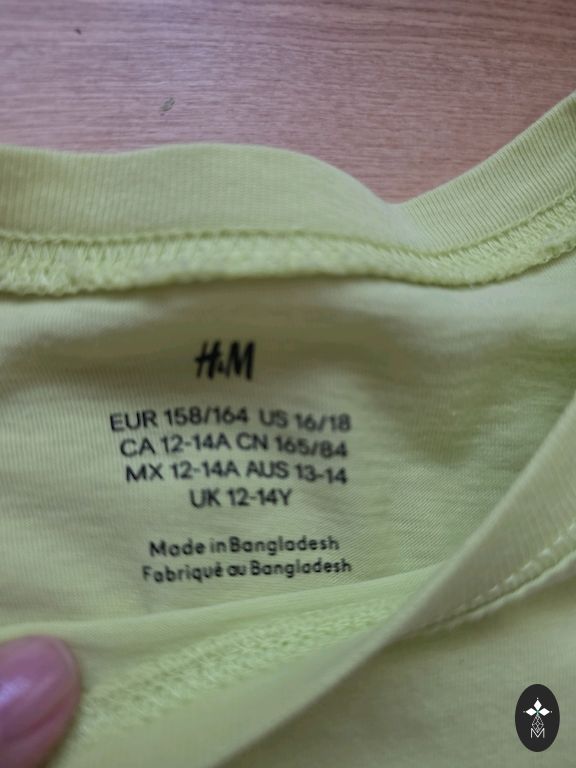 H&M
EUR 158/164 US 16/18
CA 12-14A CN 165/84
MX 12-14A AUS 13-14
UK 12-14Y
Made in Bangladesh
Fabriqué au Bangladesh
M